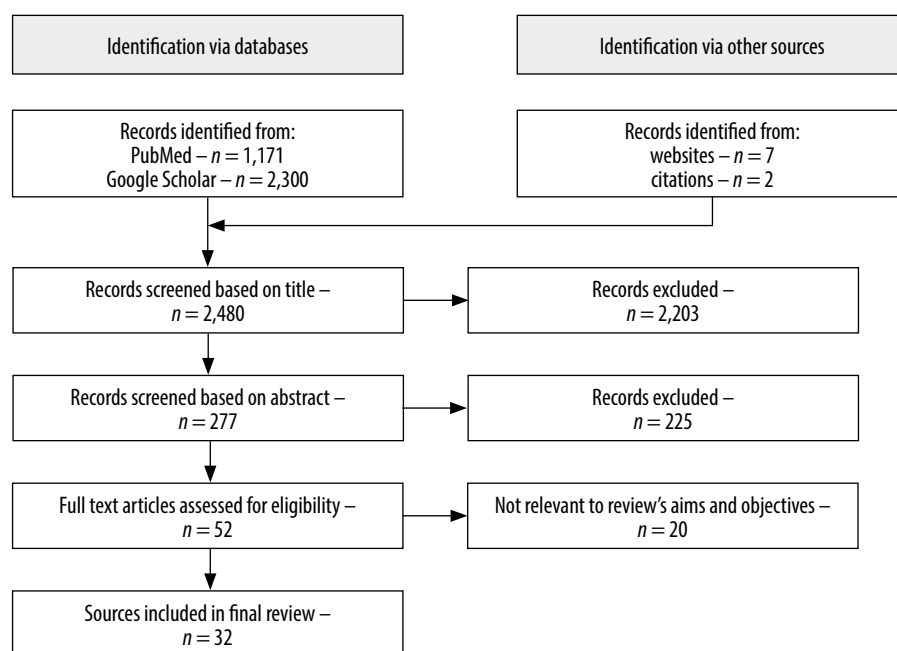 Identification via databases
Identification via other sources
Records identified from:
PubMed – n = 1,171
Google Scholar – n = 2,300
Records identified from:
websites – n = 7
citations – n = 2
Records screened based on title –
n = 2,480
Records excluded –
n = 2,203
Records screened based on abstract –
n = 277
Records excluded –
n = 225
Full text articles assessed for eligibility –
n = 52
Not relevant to review’s aims and objectives –
n = 20
Sources included in final review –
n = 32